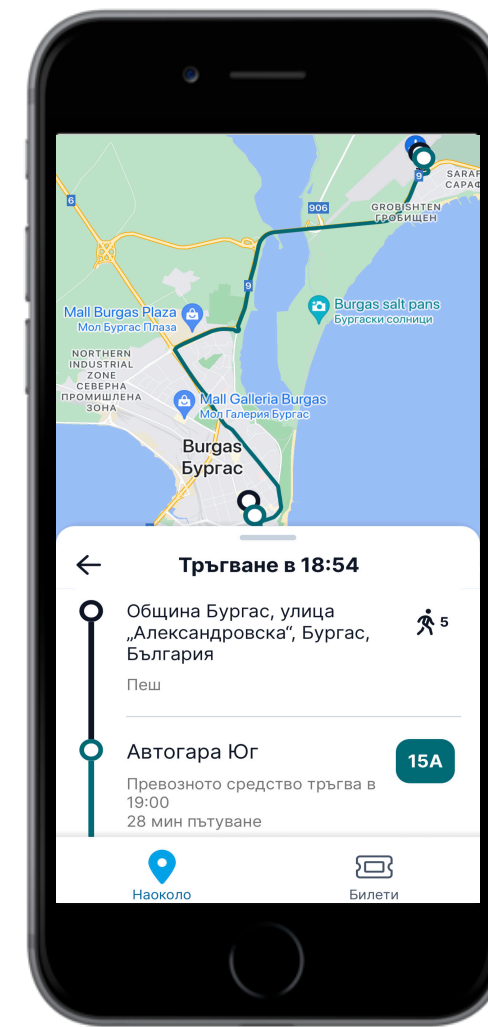 6
906
9
SARAF
САРАФ
GROBISHTEN
ГРОБИЩЕН
9
Mall Burgas Plaza
Мол Бургас Плаза
Burgas salt pans
Бургаски солници
NORTHERN
INDUSTRIAL
ZONE
СЕВЕРНА
ПРОМИШЛЕНА
ЗОНА
Mall Galleria Burgas
Мол Галерия Бургас
Burgas
Бургас
Тръгване в 18:54
Община Бургас, улица
„Александровска“, Бургас,
България
5
Пеш
Автогара Юг
15A
Превозното средство тръгва в
19:00
28 мин пътуване
Наоколо
Билети